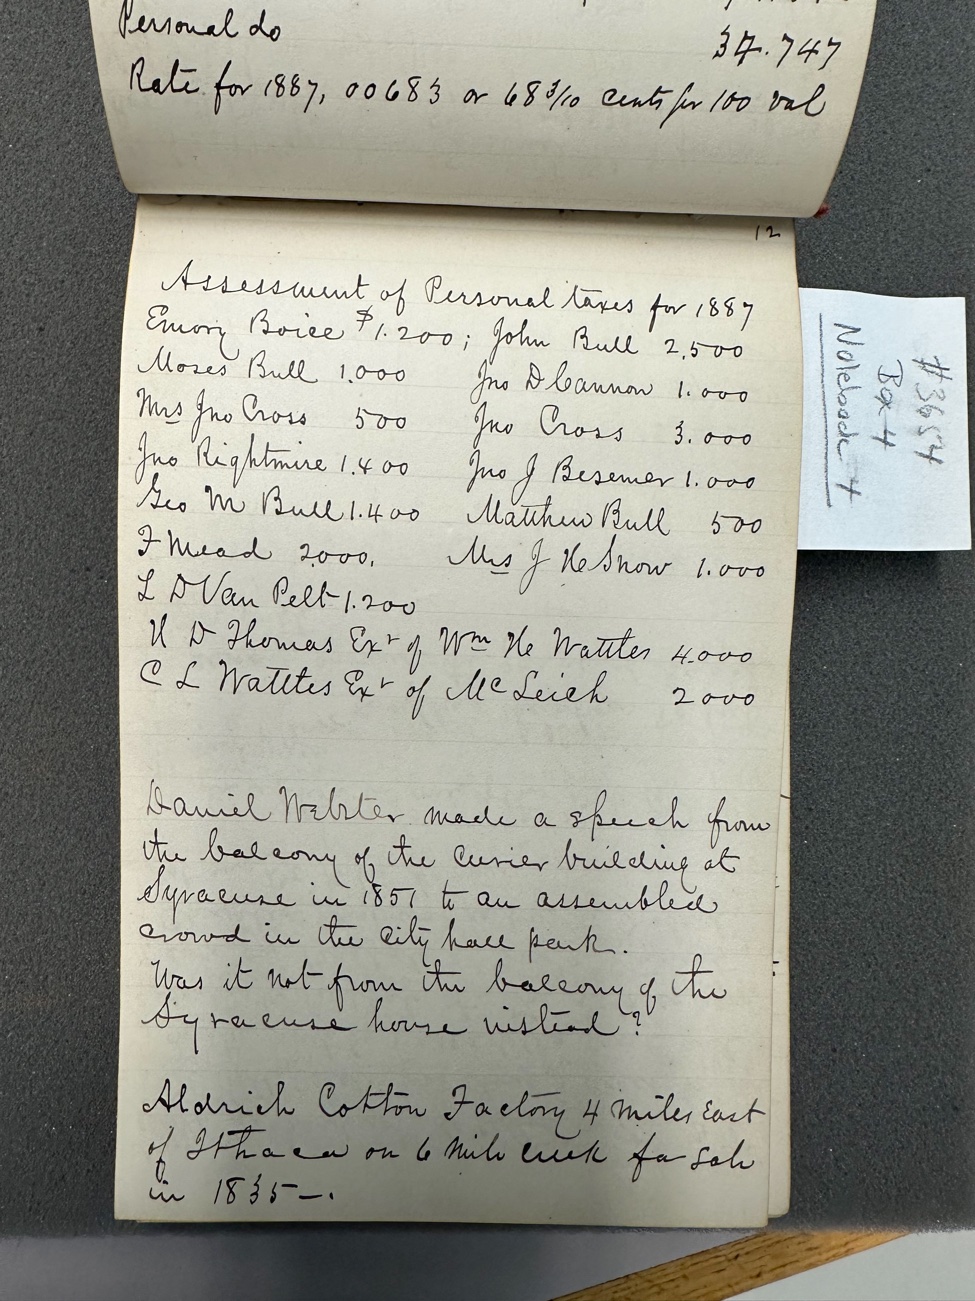 Personal do 37.747
Rate for 1887, 00683 or 68 3/10 cents per 100 val
12
Assessment of Personal taxes for 1887
Emory Boice $1.200; John Bull 2,500
Moses Bull 1.000 Jno D Cannon 1.000
Mrs Jno Cross 500 Jno Cross 3.000
Jno Rightmire 1.400 Jno J Besemer 1.000
Geo M Bull 1.400 Matthew Bull 500
F Mead 2000. Mrs J H Snow 1.000
L D Van Pelt 1.200
H D Thomas Exr of Wm H Wattles 4.000
C L Wattles Exr of Mc Leich 2000
Daniel Webster made a speech from
the balcony of the Curier building at
Syracuse in 1851 to an assembled
crowd in the city hall park.
Was it not from the balcony of the
Syracuse house instead?
Aldrich Cotton Factory 4 miles East
of Ithaca on 6 Mile creek for sale
in 1835—.
#3654
Box 4
Notebook 4